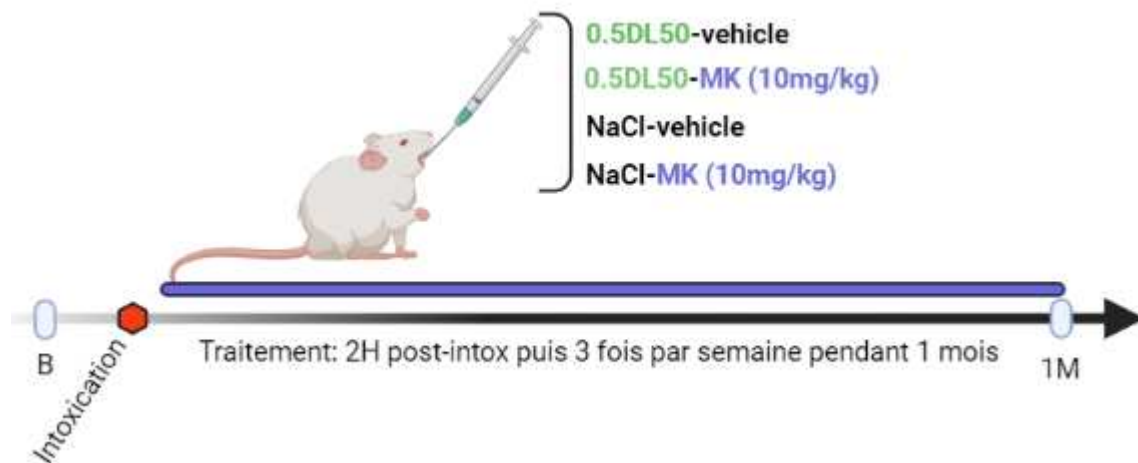 0.5DL50-vehicle
0.5DL50-MK (10mg/kg)
NaCl-vehicle
NaCl-MK (10mg/kg)
B
Intoxication
Traitement: 2H post-intox puis 3 fois par semaine pendant 1 mois
1M